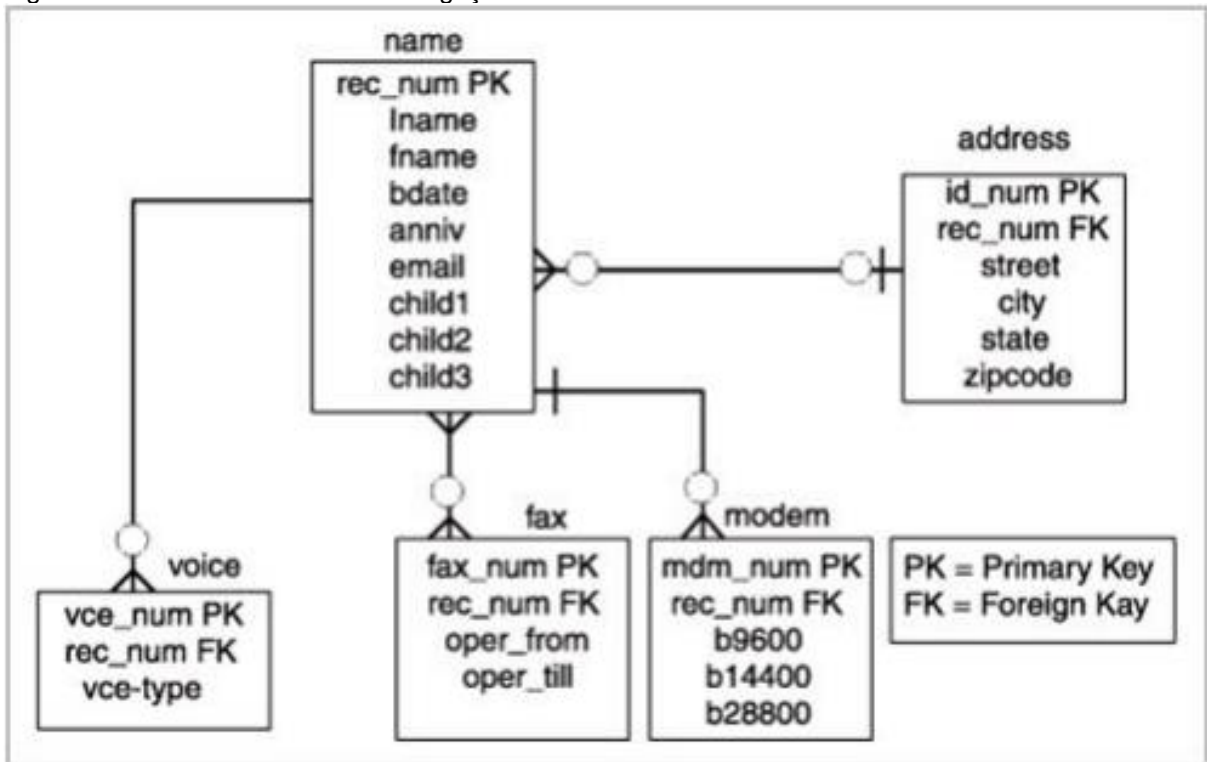 name
rec_num PK
lname
fname
bdate
anniv
email
child1
child2
child3
address
id_num PK
rec_num FK
street
city
state
zipcode
voice
vce_num PK
rec_num FK
vce-type
fax
fax_num PK
rec_num FK
oper_from
oper_till
modem
mdm_num PK
rec_num FK
b9600
b14400
b28800
PK = Primary Key
FK = Foreign Kay